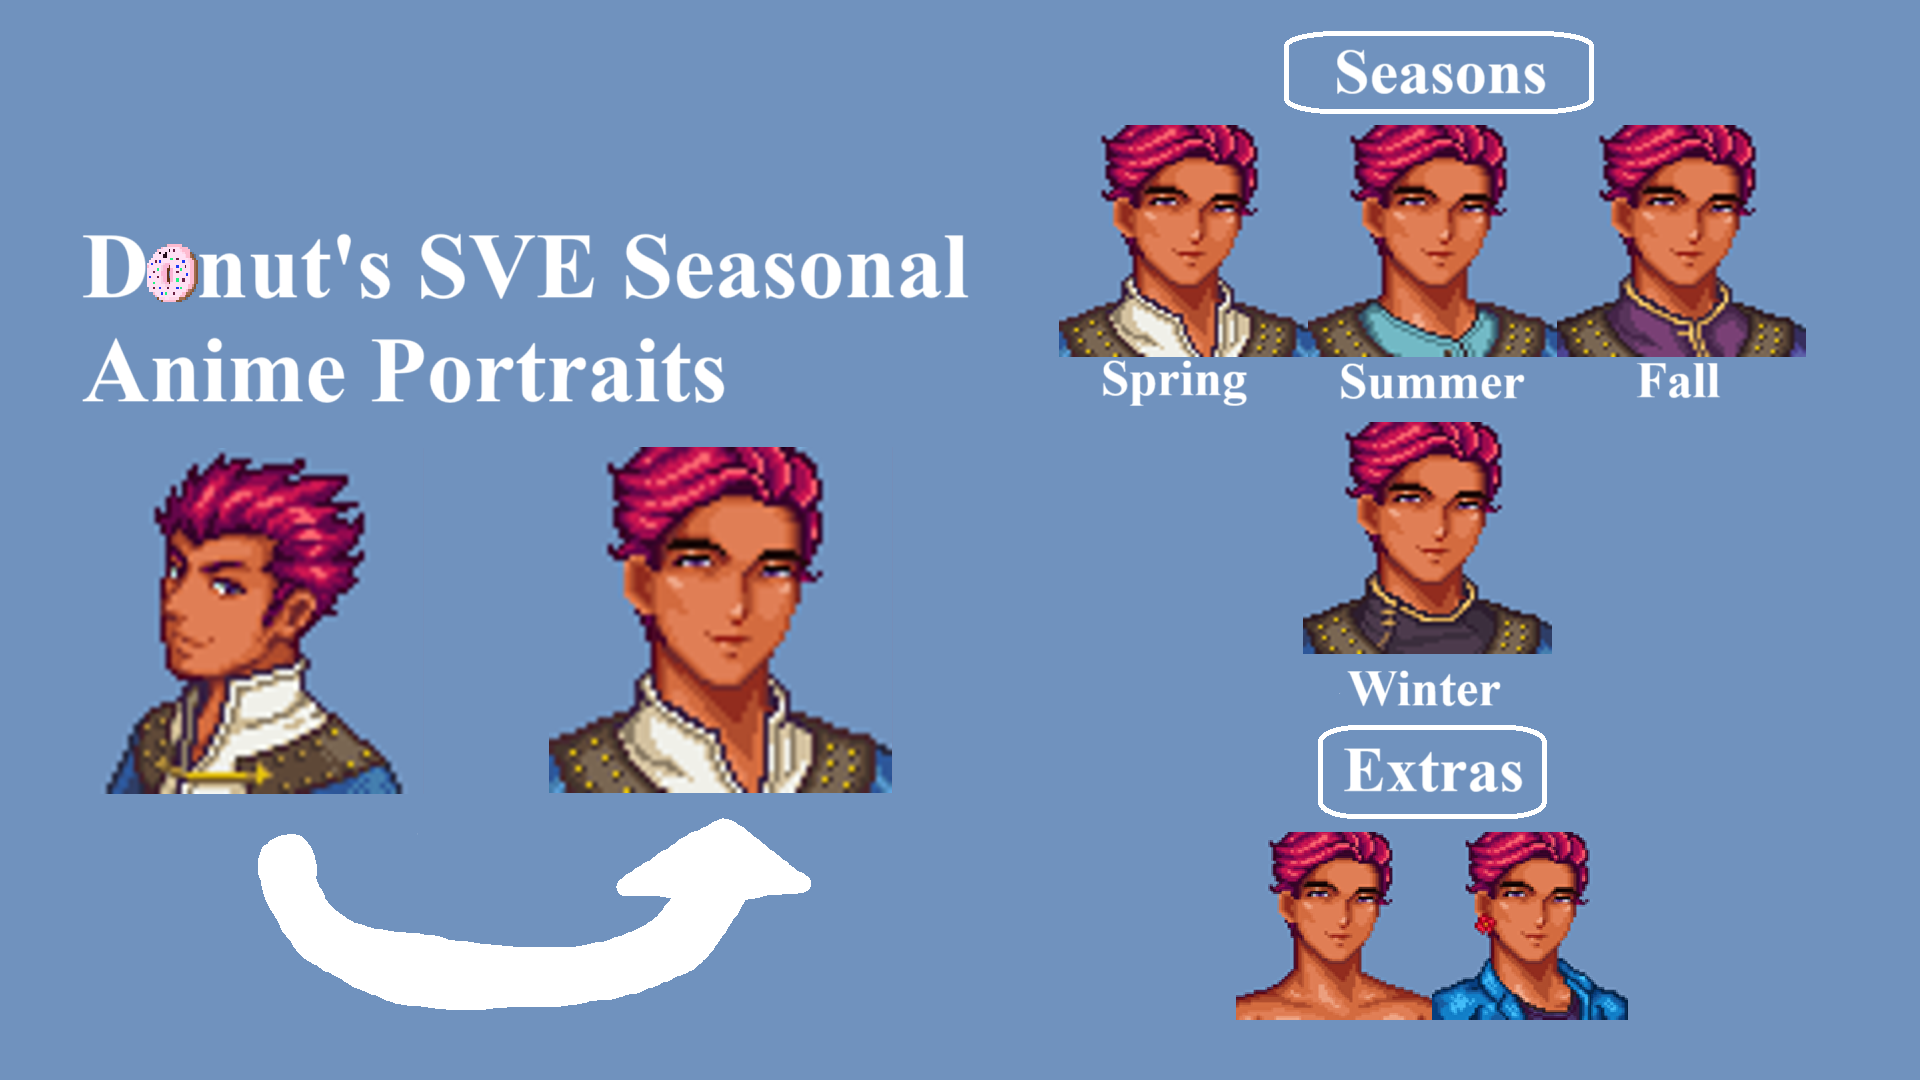 Donut's SVE Seasonal
Anime Portraits
Seasons
Spring
Summer
Fall
Winter
Extras